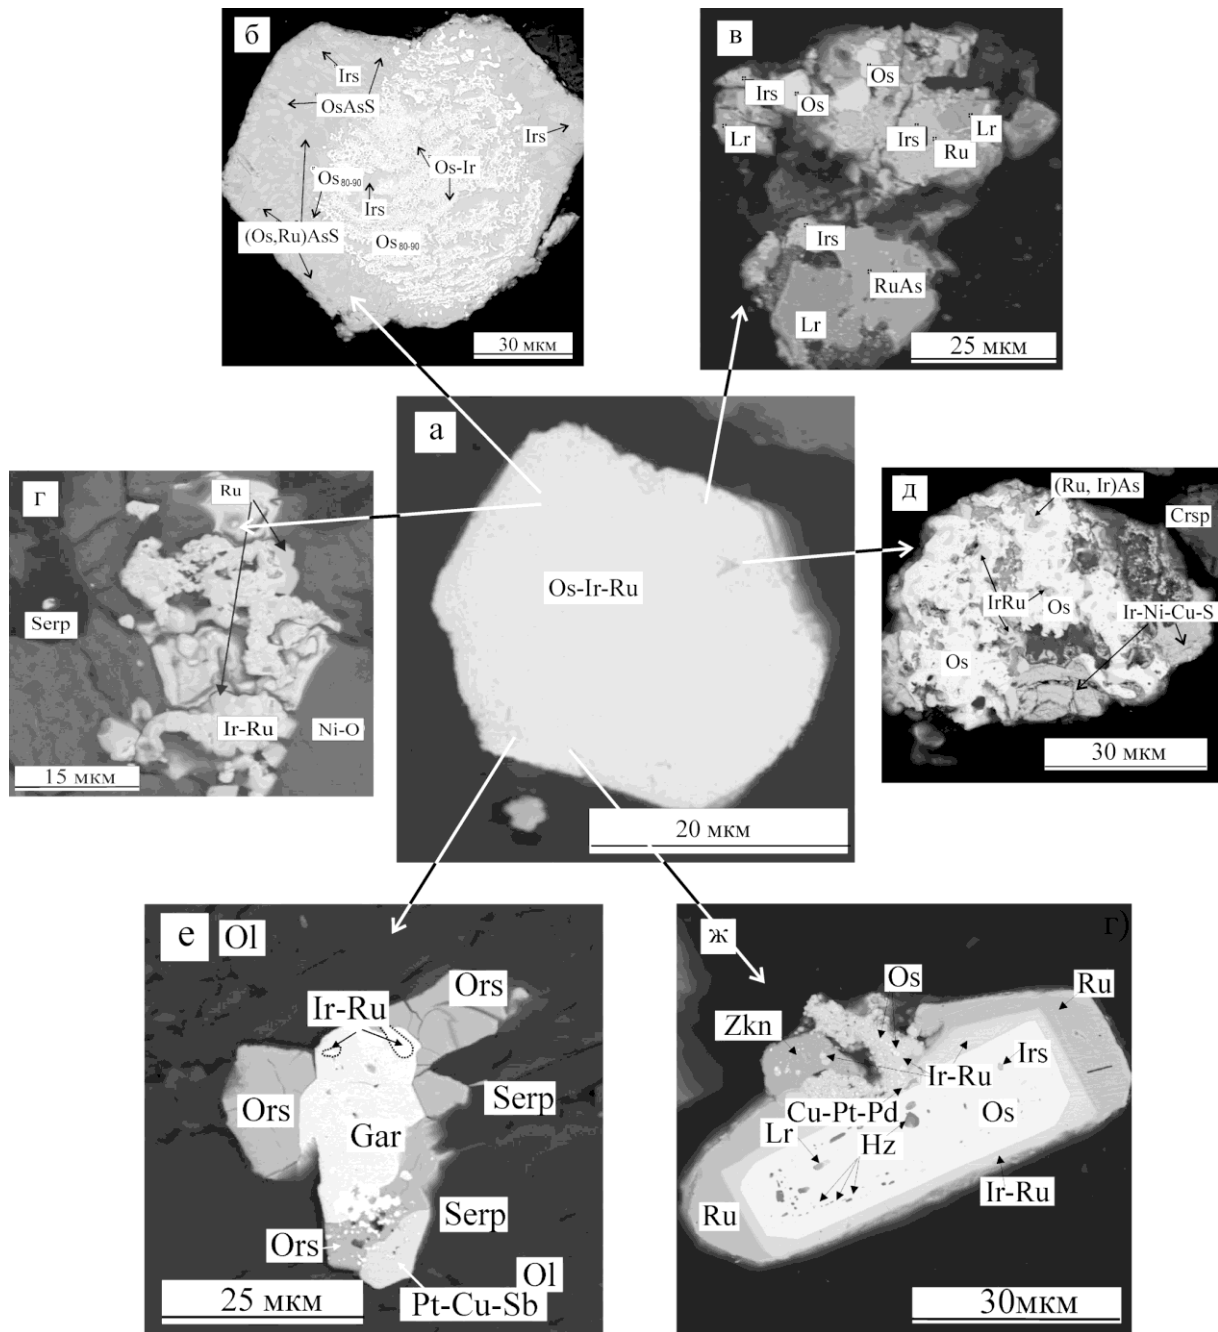 б
Irs
OsAsS
Irs
Os80-90
Os-Ir
Irs
(Os,Ru)AsS
Os80-90
30 мкм
в
Os
Irs
Os
Lr
Irs
Lr
Ru
Irs
RuAs
Lr
25 мкм
а
Os-Ir-Ru
20 мкм
г
Ru
Serp
Ir-Ru
Ni-O
15 мкм
д
(Ru, Ir)As
Crsp
IrRu
Os
Ir-Ni-Cu-S
Os
30 мкм
е
Ol
Ors
Ir-Ru
Ors
Serp
Gar
Serp
Ors
Ol
Pt-Cu-Sb
25 мкм
ж
г)
Os
Ru
Zkn
Irs
Ir-Ru
Cu-Pt-Pd
Os
Lr
Hz
Ir-Ru
Ru
30мкм